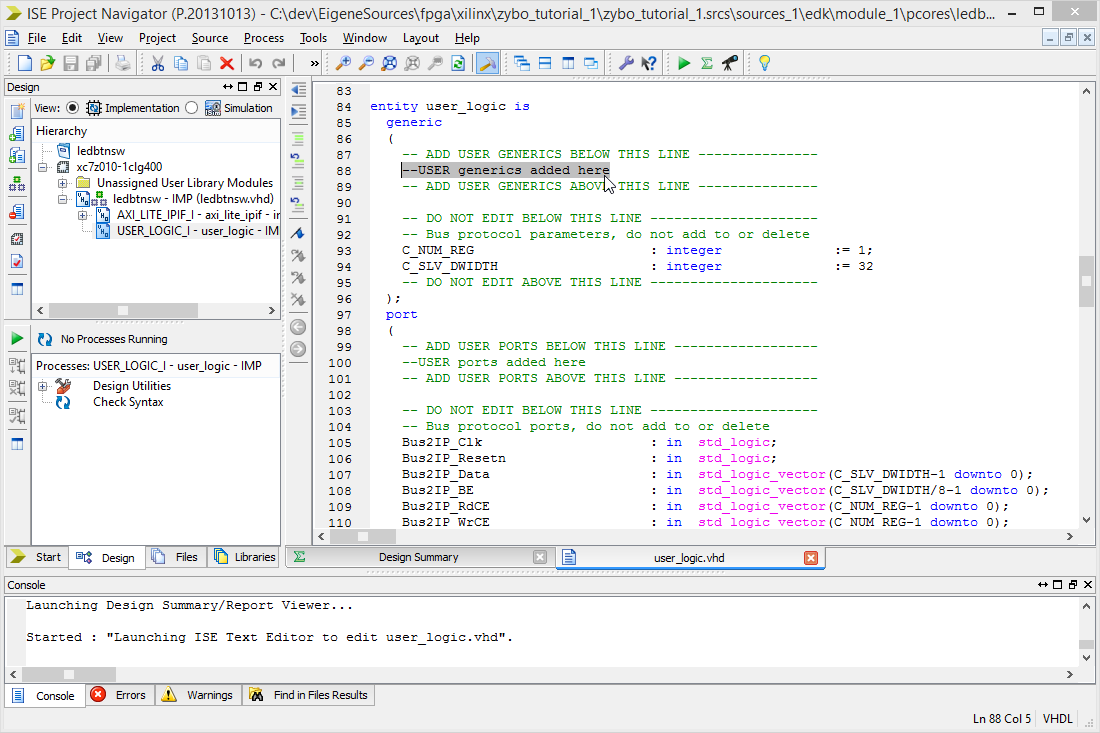 ISE Project Navigator (P.20131013) - C:\dev\EigeneSources\fpga\xilinx\zybo_tutorial_1\zybo_tutorial_1.srcs\sources_1\edk\module_1\pcores\ledb...
File Edit View Project Source Process Tools Window Layout Help
»
Design
View: Implementation Simulation
Hierarchy
ledbtnsw
xc7z010-1clg400
Unassigned User Library Modules
ledbtnsw - IMP (ledbtnsw.vhd)
AXI_LITE_IPIF_I - axi_lite_ipif - ir
USER_LOGIC_I - user_logic - IM
No Processes Running
Processes: USER_LOGIC_I - user_logic - IMP
Design Utilities
Check Syntax
Start Design Files Libraries
83
84 entity user_logic is
85 generic
86 (
87 -- ADD USER GENERICS BELOW THIS LINE ---------------
88 --USER generics added here
89 -- ADD USER GENERICS ABOVE THIS LINE ---------------
90
91 -- DO NOT EDIT BELOW THIS LINE ---------------------
92 -- Bus protocol parameters, do not add to or delete
93 C_NUM_REG : integer := 1;
94 C_SLV_DWIDTH : integer := 32
95 -- DO NOT EDIT ABOVE THIS LINE ---------------------
96 );
97 port
98 (
99 -- ADD USER PORTS BELOW THIS LINE ------------------
100 --USER ports added here
101 -- ADD USER PORTS ABOVE THIS LINE ------------------
102
103 -- DO NOT EDIT BELOW THIS LINE ---------------------
104 -- Bus protocol ports, do not add to or delete
105 Bus2IP_Clk : in std_logic;
106 Bus2IP_Resetn : in std_logic;
107 Bus2IP_Data : in std_logic_vector(C_SLV_DWIDTH-1 downto 0);
108 Bus2IP_BE : in std_logic_vector(C_SLV_DWIDTH/8-1 downto 0);
109 Bus2IP_RdCE : in std_logic_vector(C_NUM_REG-1 downto 0);
110 Bus2IP_WrCE : in std_logic_vector(C_NUM_REG-1 downto 0);
Design Summary user_logic.vhd
Console
Launching Design Summary/Report Viewer...
Started : "Launching ISE Text Editor to edit user_logic.vhd".
Console Errors Warnings Find in Files Results
Ln 88 Col 5 VHDL